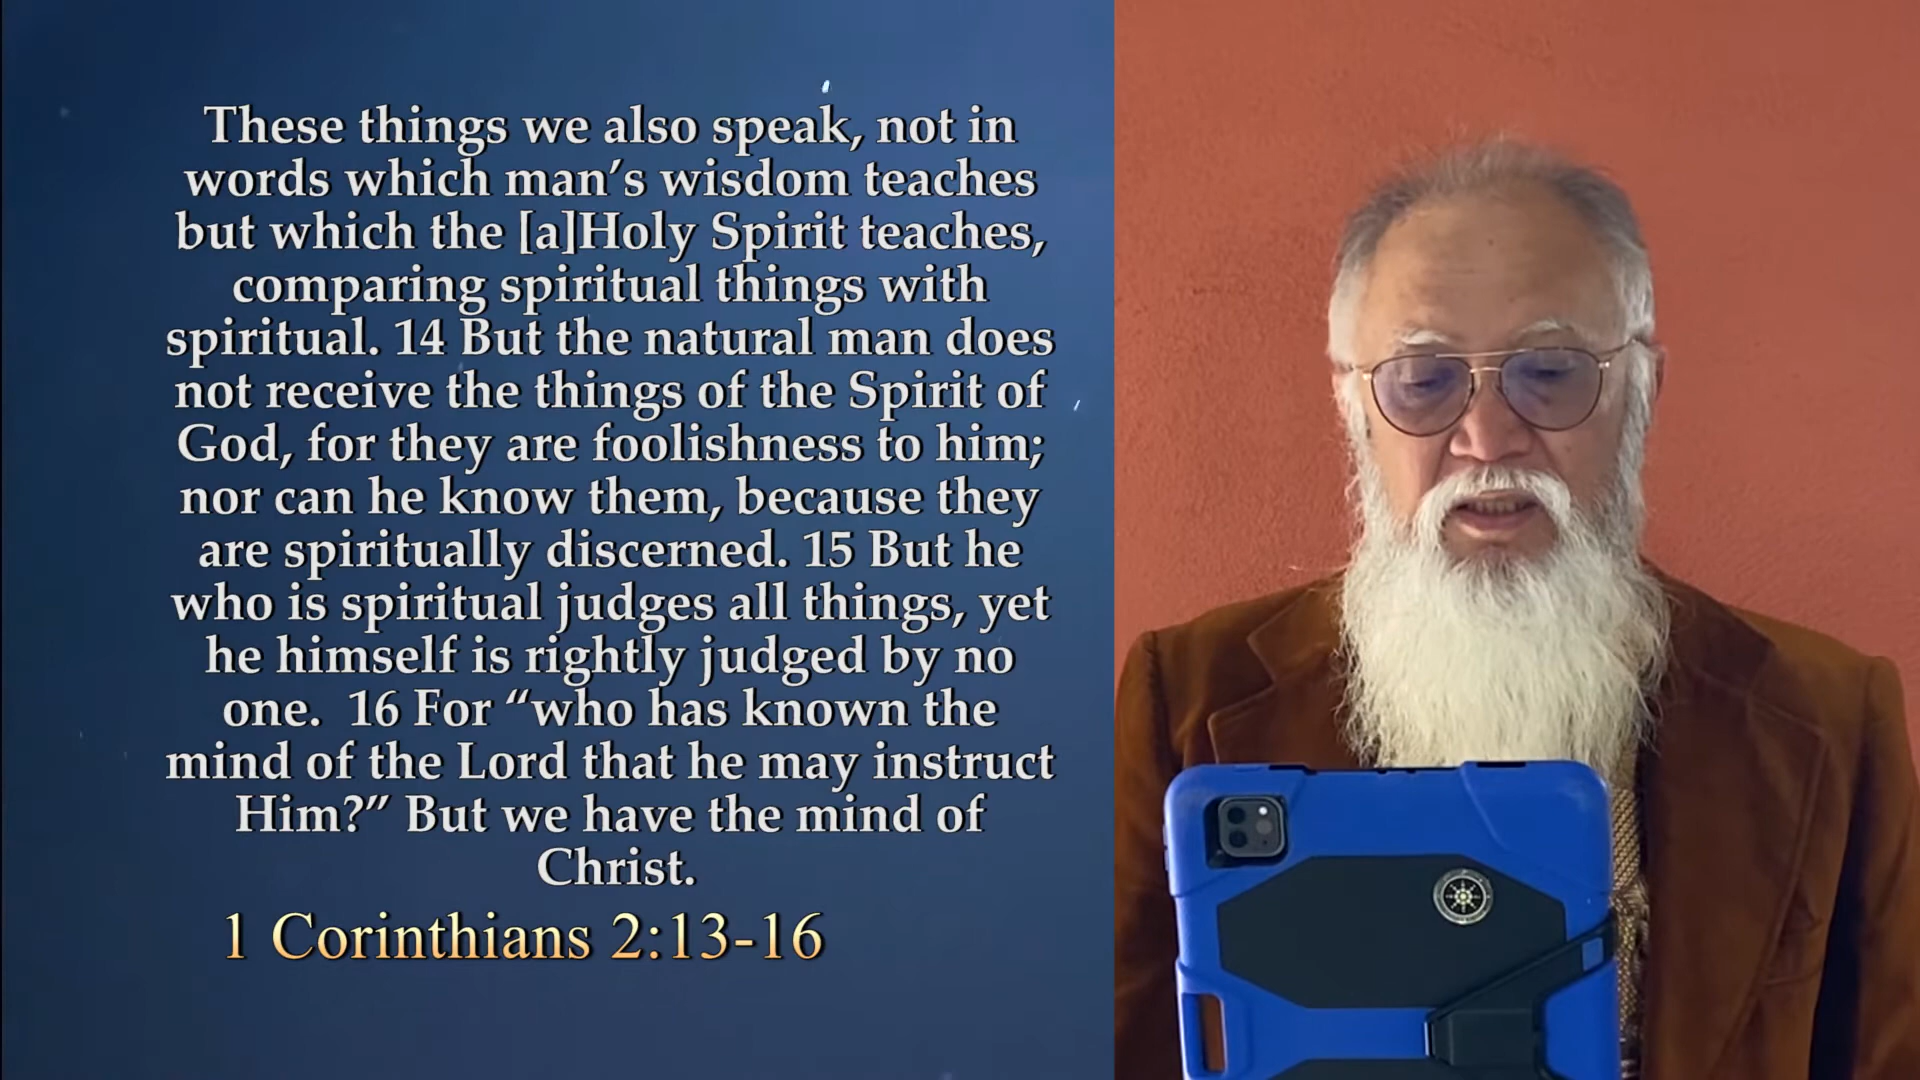 These things we also speak, not in
words which man's wisdom teaches
but which the [a]Holy Spirit teaches,
comparing spiritual things with
spiritual. 14 But the natural man does
not receive the things of the Spirit of
God, for they are foolishness to him;
nor can he know them, because they
are spiritually discerned. 15 But he
who is spiritual judges all things, yet
he himself is rightly judged by no
one.  16 For “who has known the
mind of the Lord that he may instruct
Him?” But we have the mind of
Christ.
1 Corinthians 2:13-16